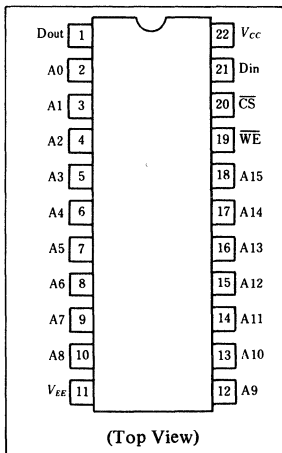 Dout 1 22 VCC
A0 2 21 Din
A1 3 20 C̅S̅
A2 4 19 W̅E̅
A3 5 18 A15
A4 6 17 A14
A5 7 16 A13
A6 8 15 A12
A7 9 14 A11
A8 10 13 A10
VEE 11 12 A9
(Top View)